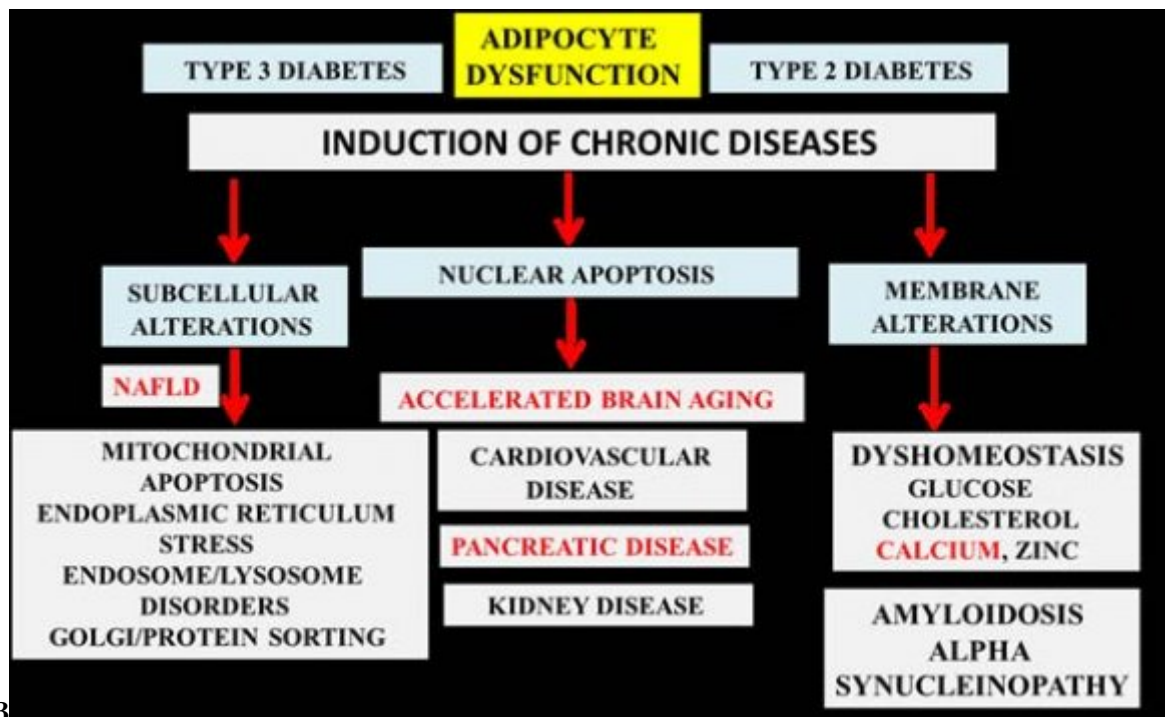 ADIPOCYTE
DYSFUNCTION
TYPE 3 DIABETES
TYPE 2 DIABETES
INDUCTION OF CHRONIC DISEASES
SUBCELLULAR
ALTERATIONS
NUCLEAR APOPTOSIS
MEMBRANE
ALTERATIONS
NAFLD
MITOCHONDRIAL
APOPTOSIS
ENDOPLASMIC RETICULUM
STRESS
ENDOSOME/LYSOSOME
DISORDERS
GOLGI/PROTEIN SORTING
ACCELERATED BRAIN AGING
CARDIOVASCULAR
DISEASE
PANCREATIC DISEASE
KIDNEY DISEASE
DYSHOMEOSTASIS
GLUCOSE
CHOLESTEROL
CALCIUM, ZINC
AMYLOIDOSIS
ALPHA
SYNUCLEINOPATHY